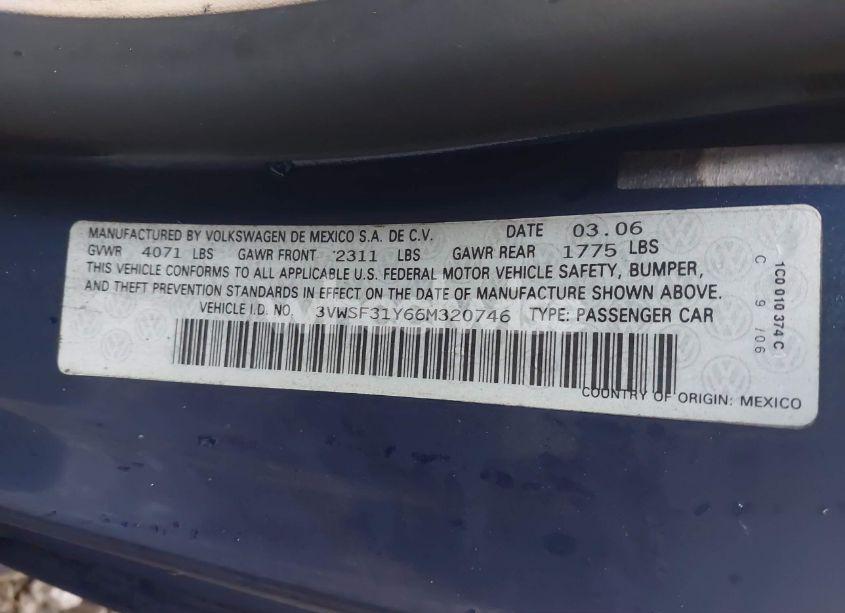 MANUFACTURED BY VOLKSWAGEN DE MEXICO S.A. DE C.V. DATE 03.06
GVWR 4071 LBS GAWR FRONT 2311 LBS GAWR REAR 1775 LBS
THIS VEHICLE CONFORMS TO ALL APPLICABLE U.S. FEDERAL MOTOR VEHICLE SAFETY, BUMPER,
AND THEFT PREVENTION STANDARDS IN EFFECT ON THE DATE OF MANUFACTURE SHOWN ABOVE.
VEHICLE I.D. NO. 3VWSF31Y66M320746 TYPE: PASSENGER CAR
COUNTRY OF ORIGIN: MEXICO
1C0 010 374 C
C 9 /06